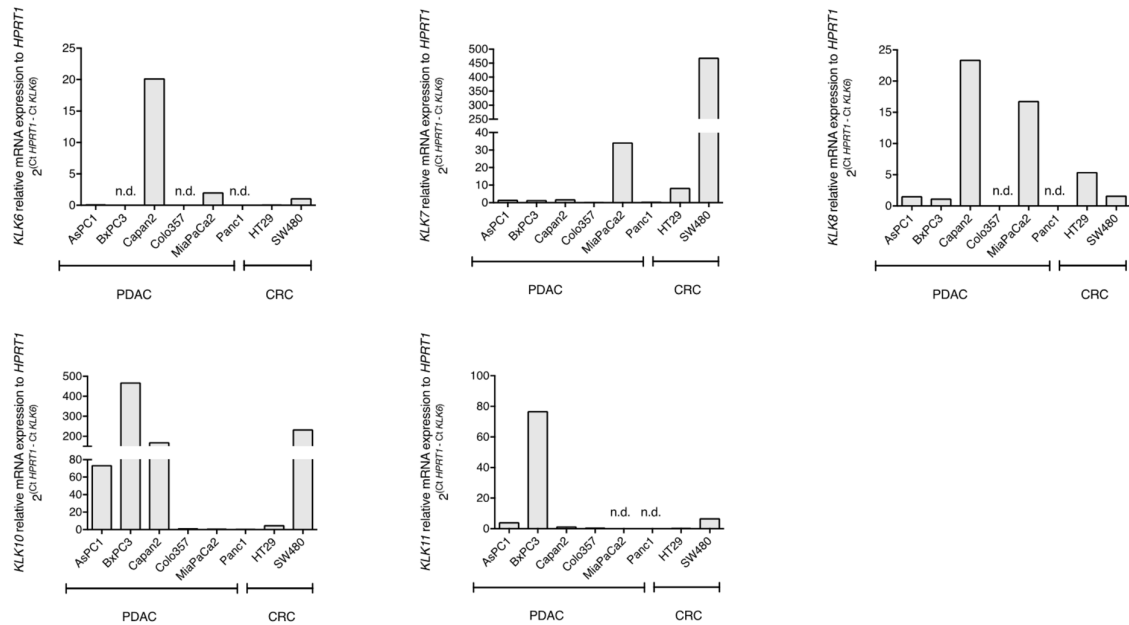 KLK6 relative mRNA expression to HPRT1
2(Ct HPRT1 - Ct KLK6)
25
20
15
10
5
0
n.d.
n.d.
n.d.
AsPC1
BxPC3
Capan2
Colo357
MiaPaCa2
Panc1
HT29
SW480
PDAC
CRC
KLK7 relative mRNA expression to HPRT1
2(Ct HPRT1 - Ct KLK6)
500
450
400
350
300
250
40
30
20
10
0
AsPC1
BxPC3
Capan2
Colo357
MiaPaCa2
Panc1
HT29
SW480
PDAC
CRC
KLK8 relative mRNA expression to HPRT1
2(Ct HPRT1 - Ct KLK6)
25
20
15
10
5
0
n.d.
n.d.
AsPC1
BxPC3
Capan2
Colo357
MiaPaCa2
Panc1
HT29
SW480
PDAC
CRC
KLK10 relative mRNA expression to HPRT1
2(Ct HPRT1 - Ct KLK6)
500
400
300
200
80
60
40
20
0
AsPC1
BxPC3
Capan2
Colo357
MiaPaCa2
Panc1
HT29
SW480
PDAC
CRC
KLK11 relative mRNA expression to HPRT1
2(Ct HPRT1 - Ct KLK6)
100
80
60
40
20
0
n.d.
n.d.
AsPC1
BxPC3
Capan2
Colo357
MiaPaCa2
Panc1
HT29
SW480
PDAC
CRC